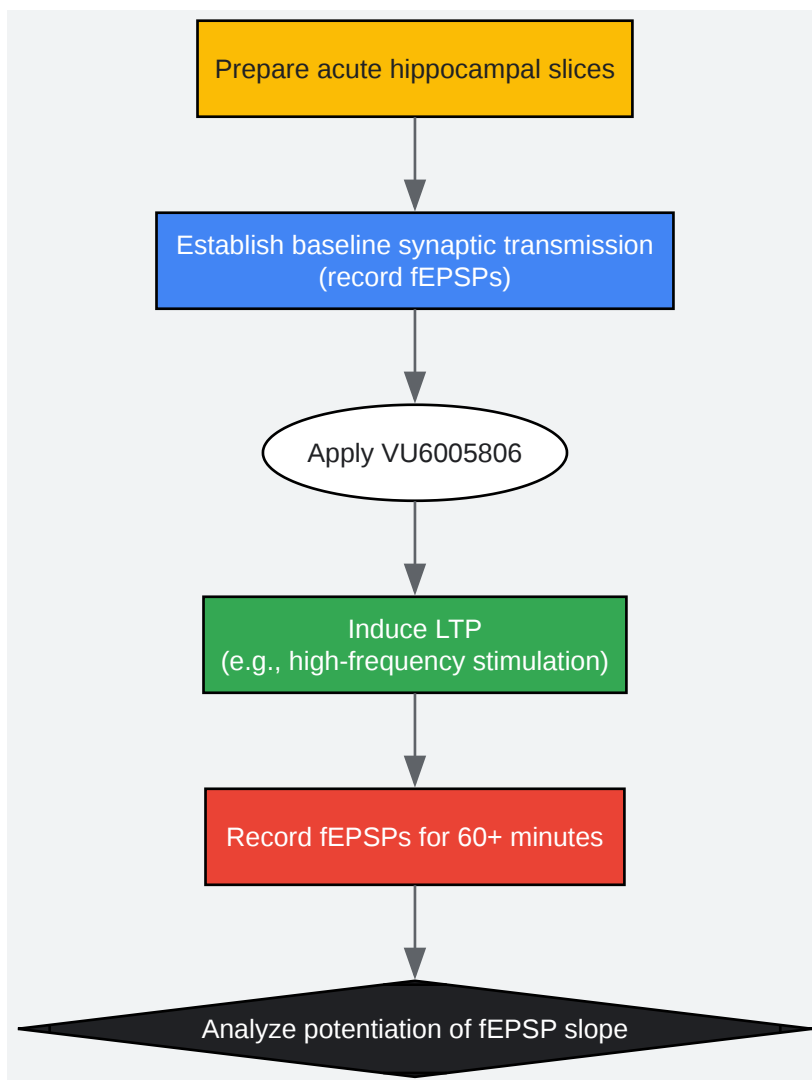 Prepare acute hippocampal slices
Establish baseline synaptic transmission
(record fEPSPs)
Apply VU6005806
Induce LTP
(e.g., high-frequency stimulation)
Record fEPSPs for 60+ minutes
Analyze potentiation of fEPSP slope